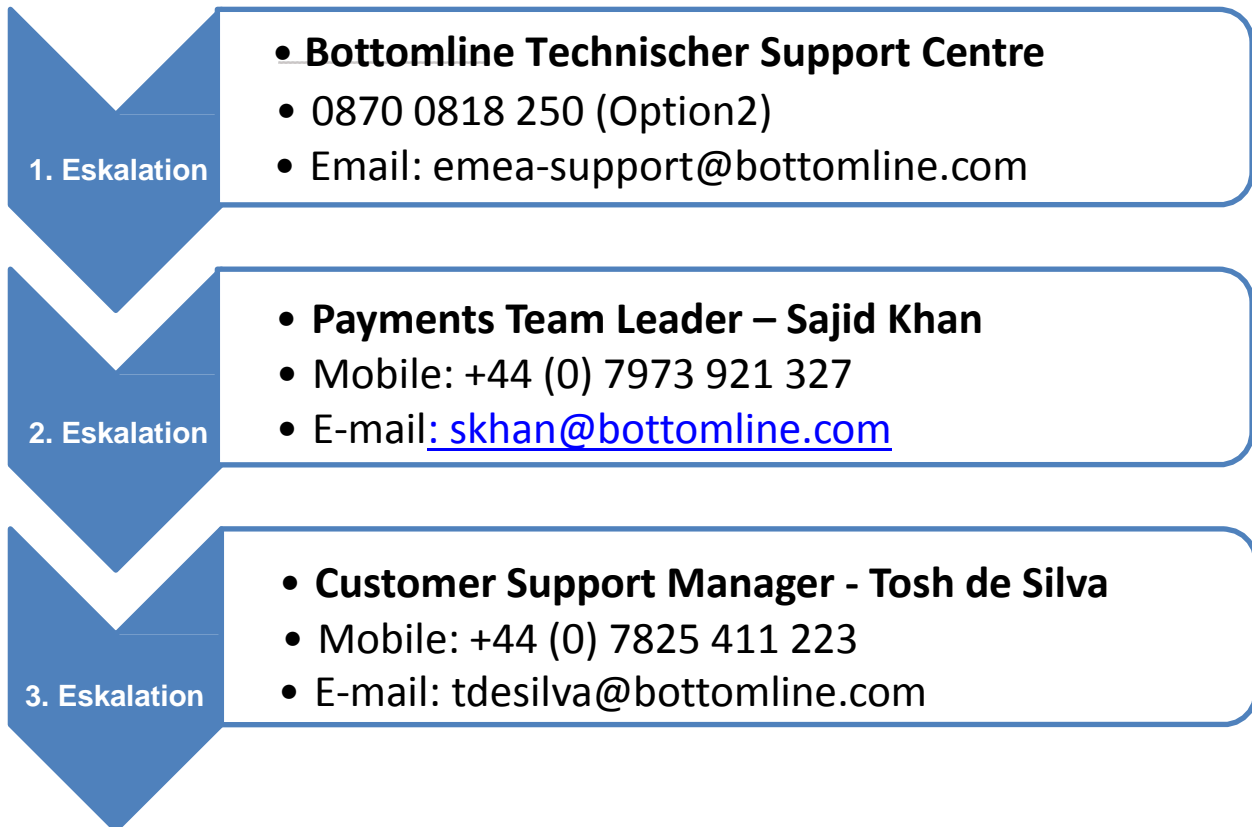 • Bottomline Technischer Support Centre
• 0870 0818 250 (Option2)
1. Eskalation
• Email: emea-support@bottomline.com
• Payments Team Leader – Sajid Khan
• Mobile: +44 (0) 7973 921 327
2. Eskalation
• E-mail: skhan@bottomline.com
• Customer Support Manager - Tosh de Silva
• Mobile: +44 (0) 7825 411 223
3. Eskalation
• E-mail: tdesilva@bottomline.com